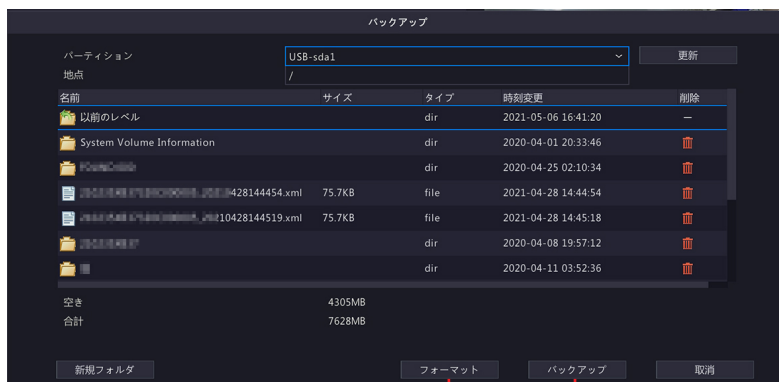 バックアップ
パーティション USB-sda1 更新
地点 /
名前 サイズ タイプ 時刻変更 削除
以前のレベル dir 2021-05-06 16:41:20 —
System Volume Information dir 2020-04-01 20:33:46
dir 2020-04-25 02:10:34
428144454.xml 75.7KB file 2021-04-28 14:44:54
210428144519.xml 75.7KB file 2021-04-28 14:45:18
dir 2020-04-08 19:57:12
dir 2020-04-11 03:52:36
空き 4305MB
合計 7628MB
新規フォルダ フォーマット バックアップ 取消